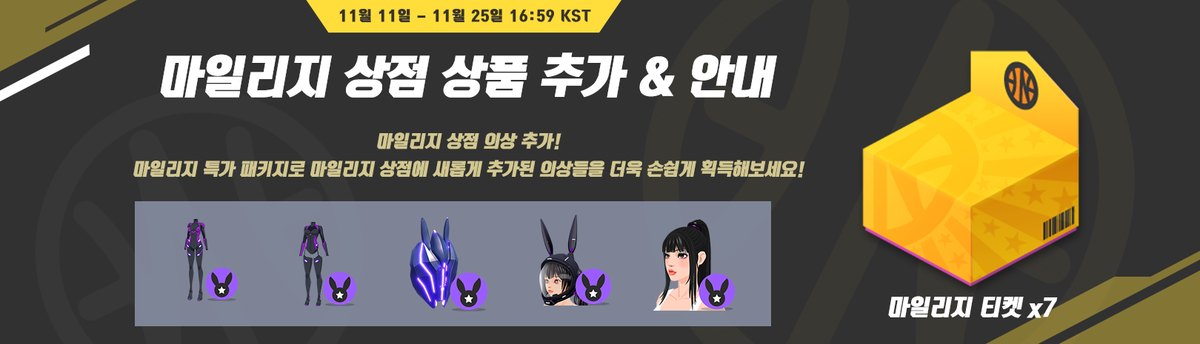 11월 11일 - 11월 25일 16:59 KST
마일리지 상점 상품 추가 & 안내
마일리지 상점 의상 추가!
마일리지 특가 패키지로 마일리지 상점에 새롭게 추가된 의상들을 더욱 손쉽게 획득해보세요!
마일리지 티켓 x7